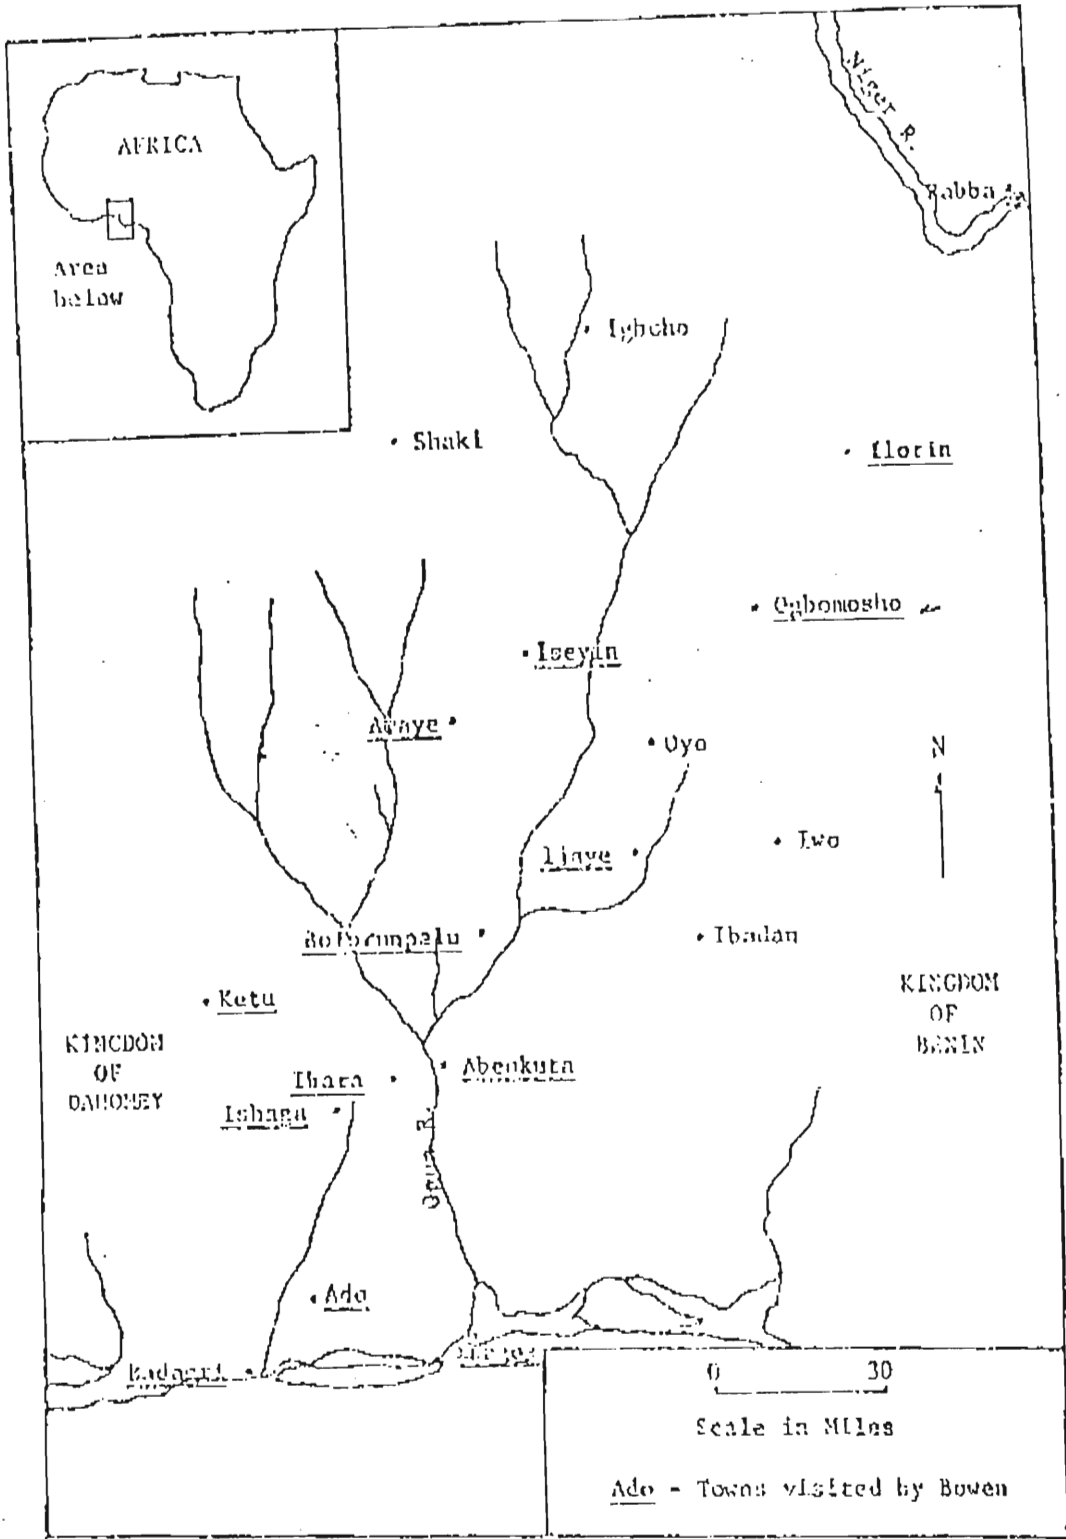 AFRICA
Area
below
Niger R.
Rabba
Igbcho
Shaki
Ilorin
Ogbomosho
Iseyin
Awaye
Oyo
N
Ijaye
Iwo
Ibadan
Ketu
KINGDOM
OF
BENIN
KINGDOM
OF
DAHOMEY
Abeokuta
Ibara
Ishaga
Ogun R.
Ado
Badagri
0 30
Scale in Miles
Ado - Towns visited by Bowen